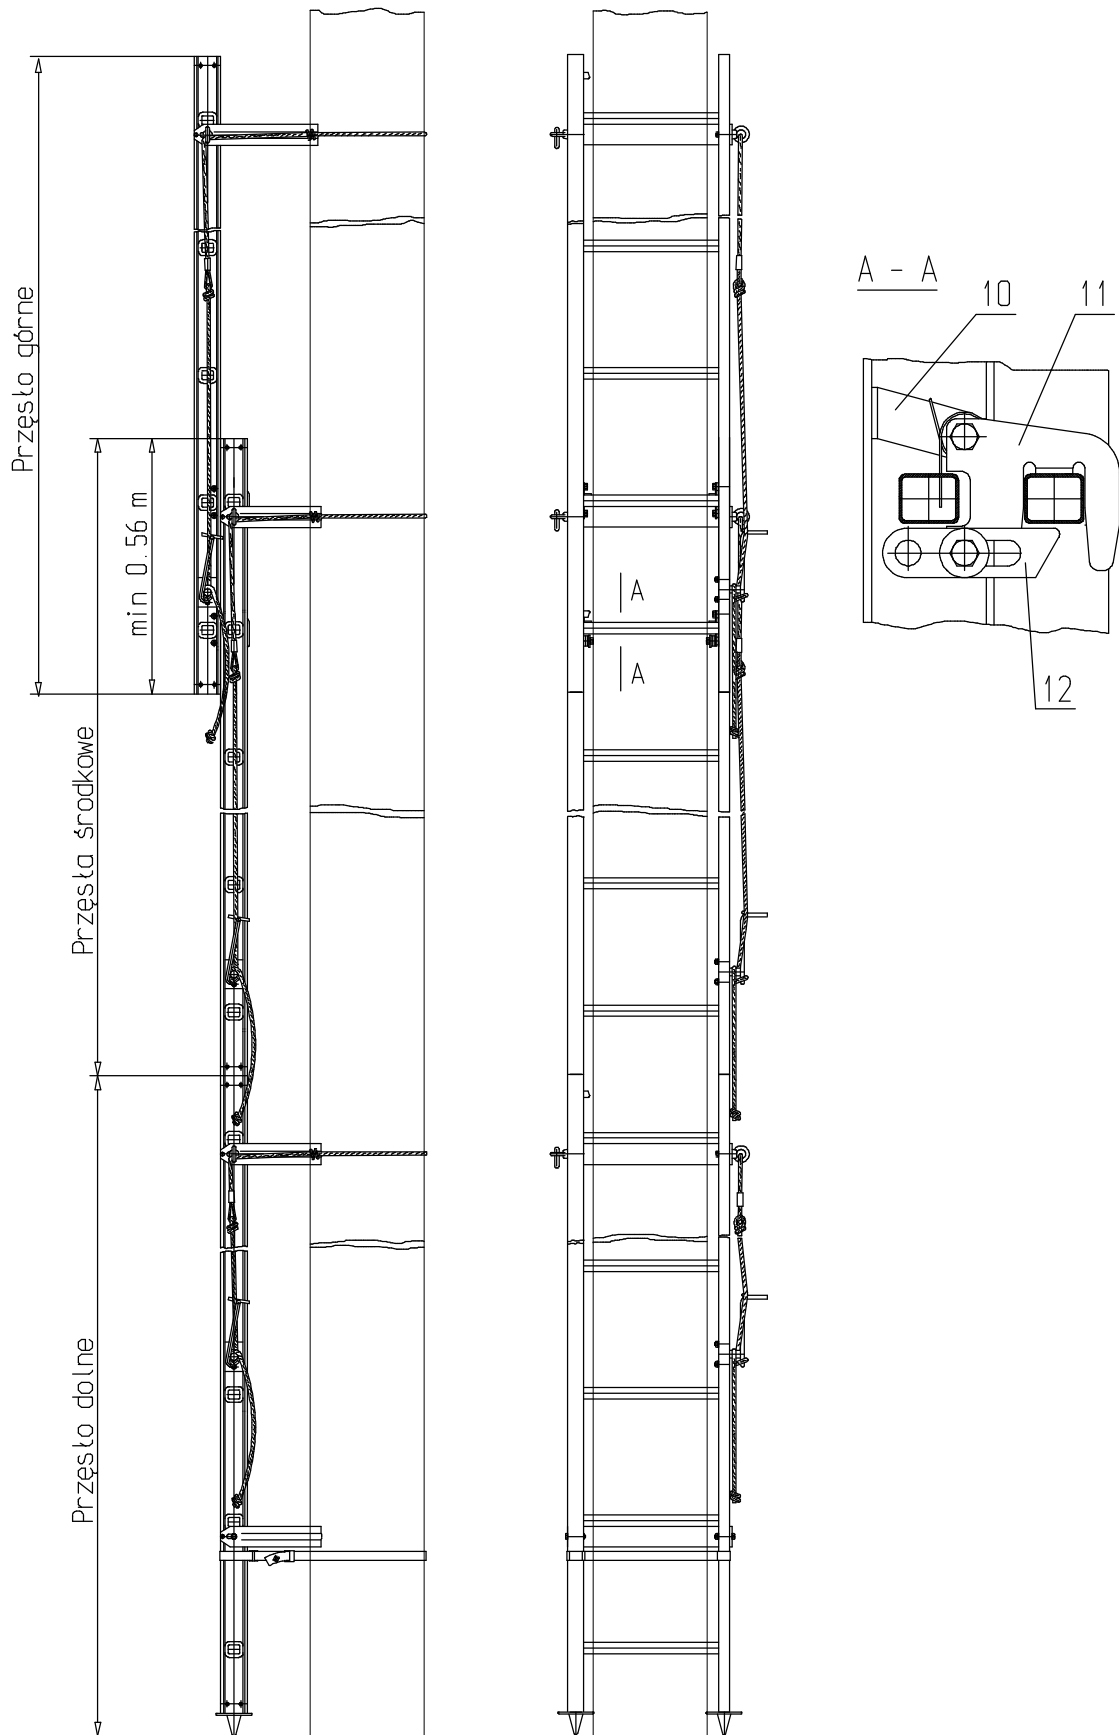 A - A
10
11
Przęsło górne
min 0.56 m
A
A
12
Przęsła środkowe
Przęsło dolne